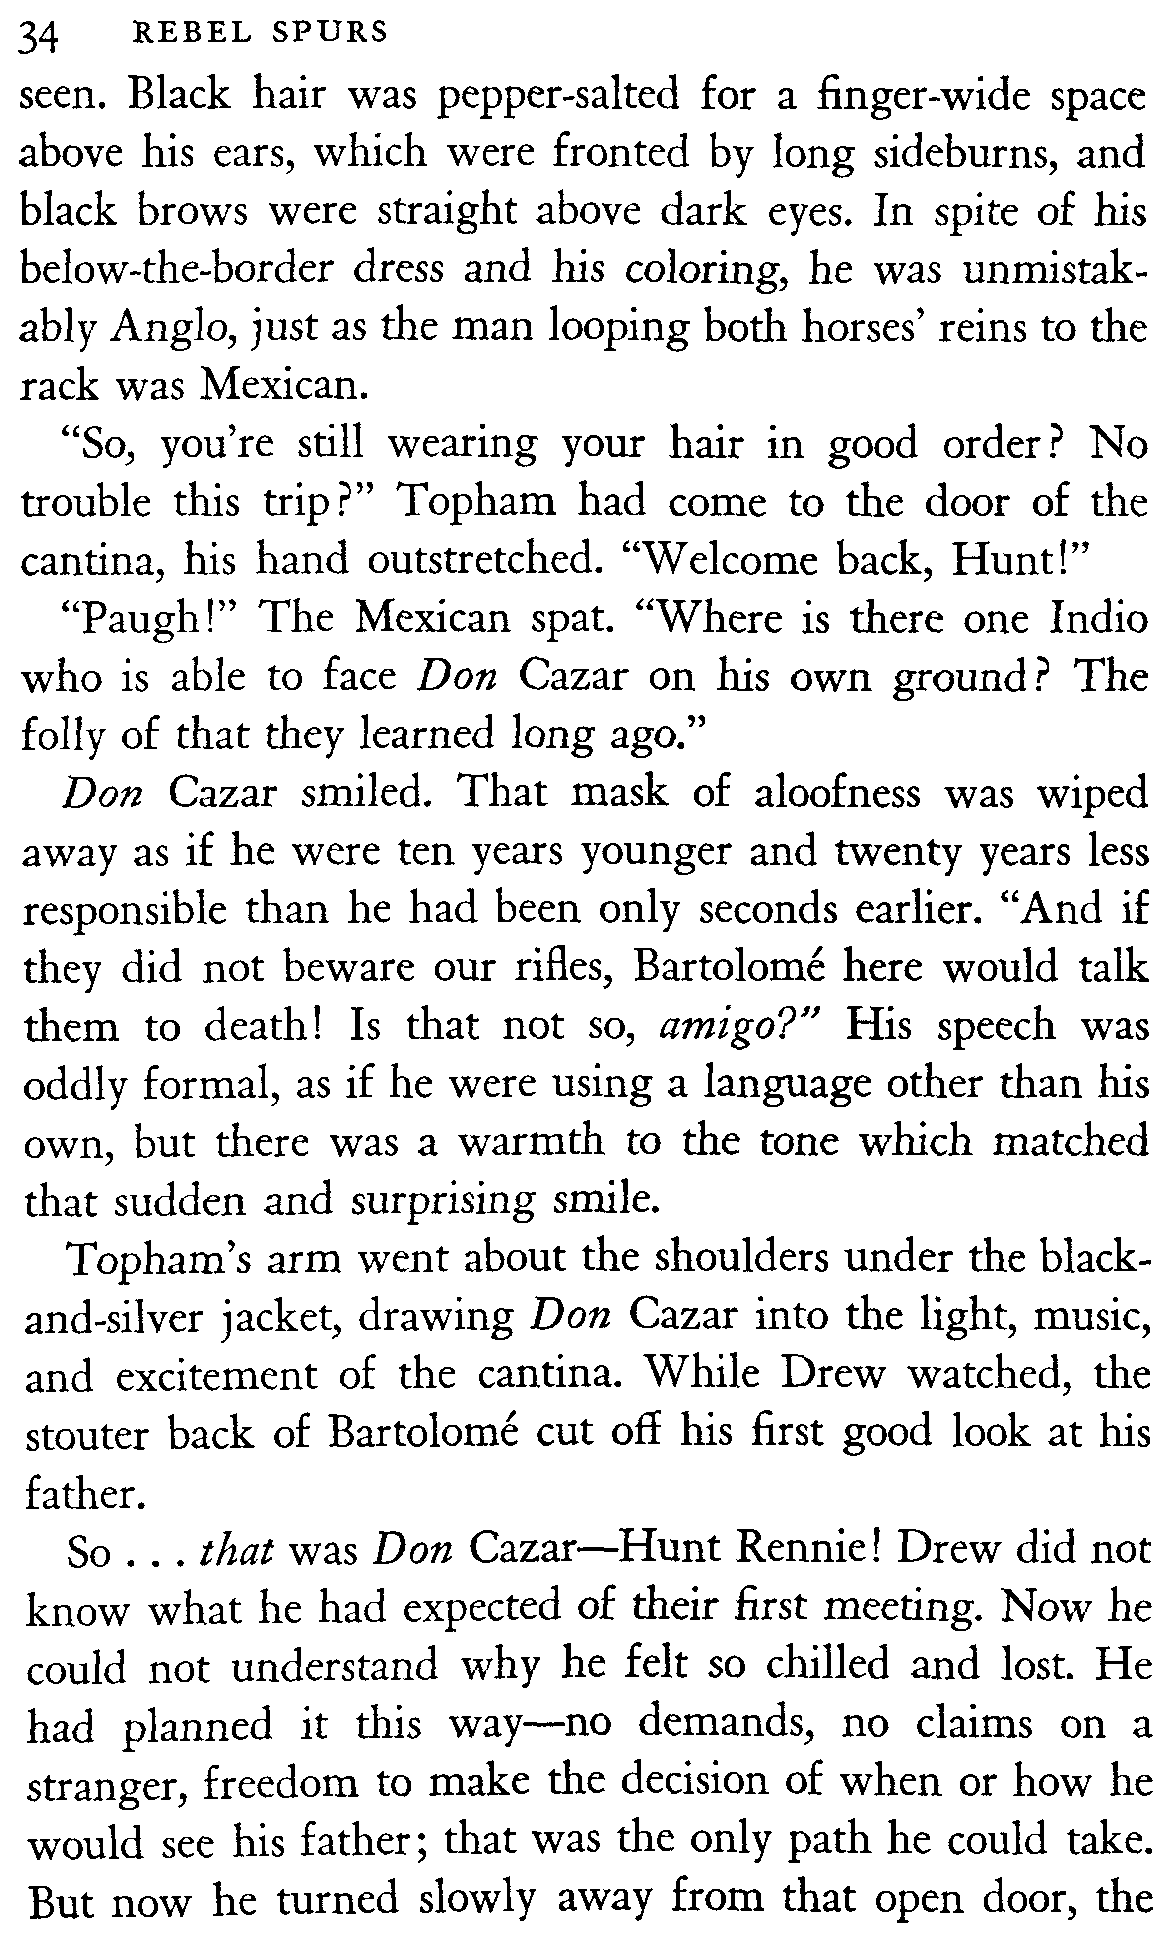 34 REBEL SPURS
seen. Black hair was pepper-salted for a finger-wide space
above his ears, which were fronted by long sideburns, and
black brows were straight above dark eyes. In spite of his
below-the-border dress and his coloring, he was unmistak-
ably Anglo, just as the man looping both horses’ reins to the
rack was Mexican.
“So, you’re still wearing your hair in good order? No
trouble this trip?” Topham had come to the door of the
cantina, his hand outstretched. “Welcome back, Hunt!”
“Paugh!” The Mexican spat. “Where is there one Indio
who is able to face Don Cazar on his own ground? The
folly of that they learned long ago.”
Don Cazar smiled. That mask of aloofness was wiped
away as if he were ten years younger and twenty years less
responsible than he had been only seconds earlier. “And if
they did not beware our rifles, Bartolomé here would talk
them to death! Is that not so, amigo?” His speech was
oddly formal, as if he were using a language other than his
own, but there was a warmth to the tone which matched
that sudden and surprising smile.
Topham’s arm went about the shoulders under the black-
and-silver jacket, drawing Don Cazar into the light, music,
and excitement of the cantina. While Drew watched, the
stouter back of Bartolomé cut off his first good look at his
father.
So . . . that was Don Cazar—Hunt Rennie! Drew did not
know what he had expected of their first meeting. Now he
could not understand why he felt so chilled and lost. He
had planned it this way—no demands, no claims on a
stranger, freedom to make the decision of when or how he
would see his father; that was the only path he could take.
But now he turned slowly away from that open door, the